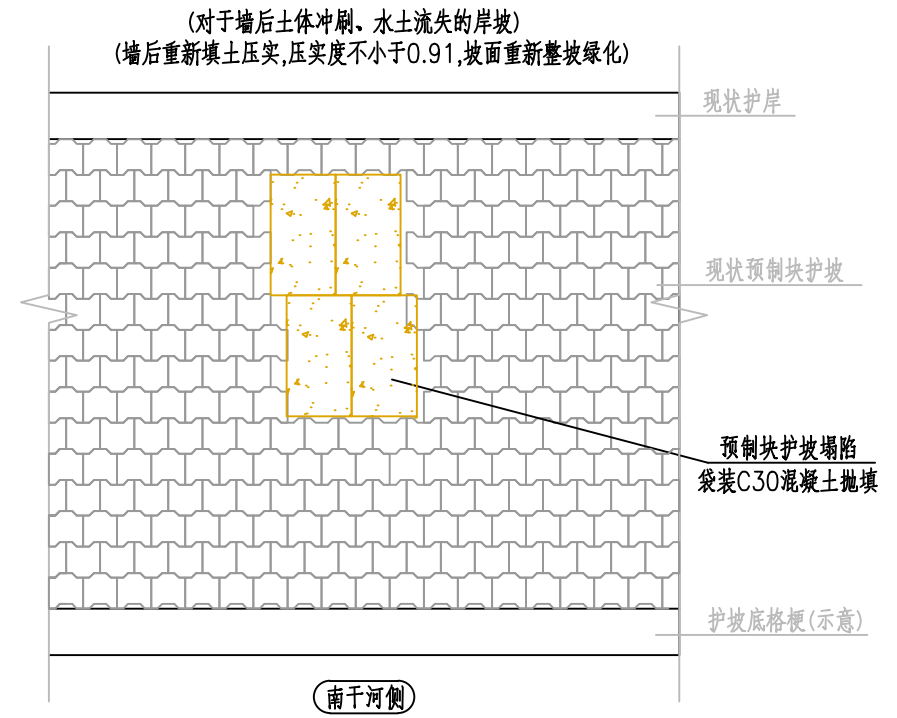 (对于墙后土体冲刷、水土流失的岸坡)
(墙后重新填土压实,压实度不小于0.91,坡面重新整坡绿化)
现状护岸
现状预制块护坡
预制块护坡塌陷
袋装C30混凝土抛填
护坡底格梗(示意)
南干河侧